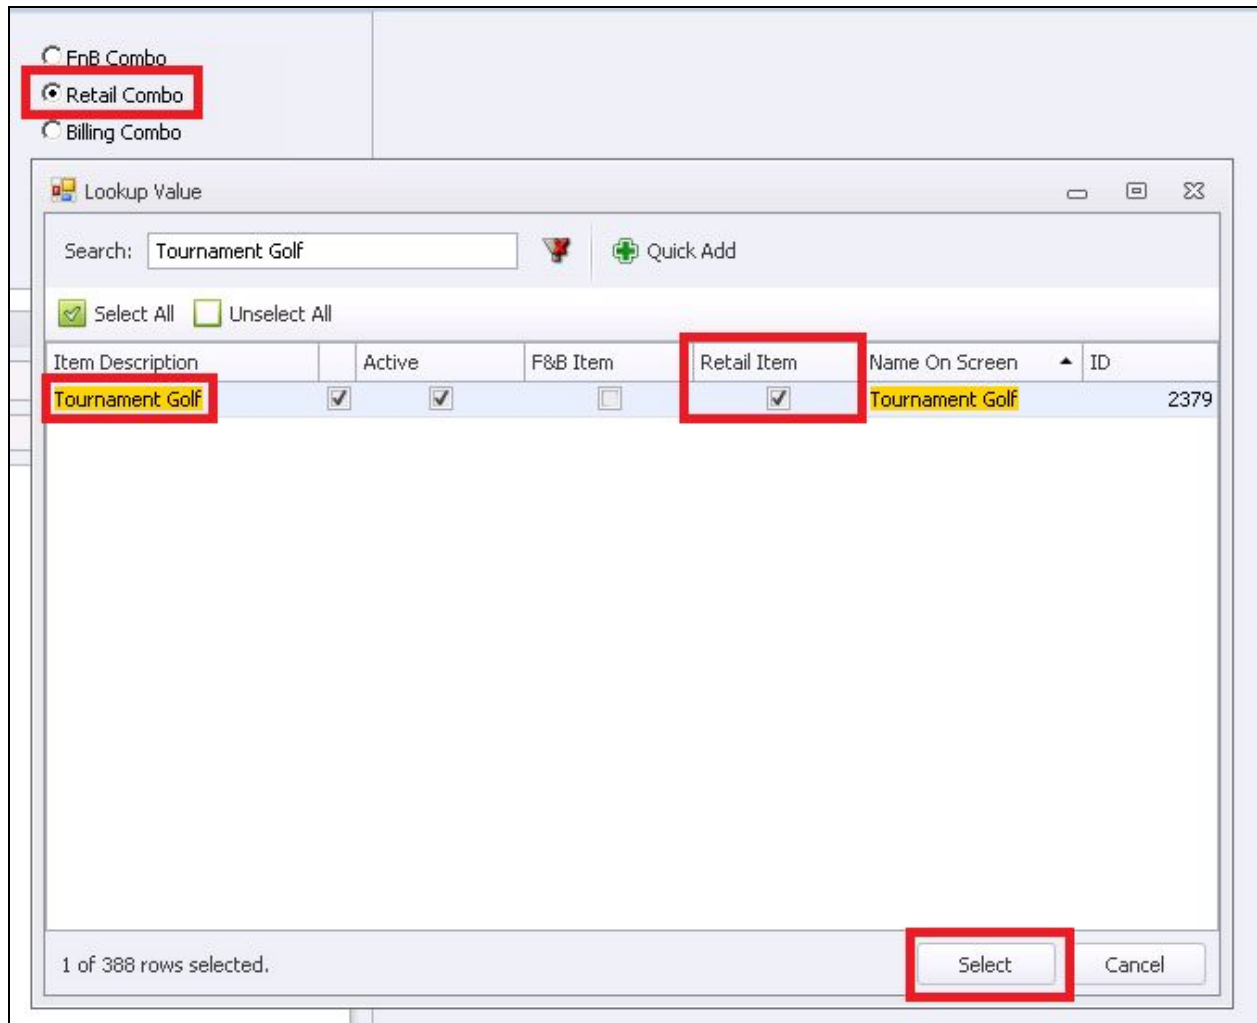 FnB Combo
Retail Combo
Billing Combo
Lookup Value
Search: Tournament Golf Quick Add
Select All Unselect All
Item Description Active F&B Item Retail Item Name On Screen ID
Tournament Golf Tournament Golf 2379
1 of 388 rows selected. Select Cancel